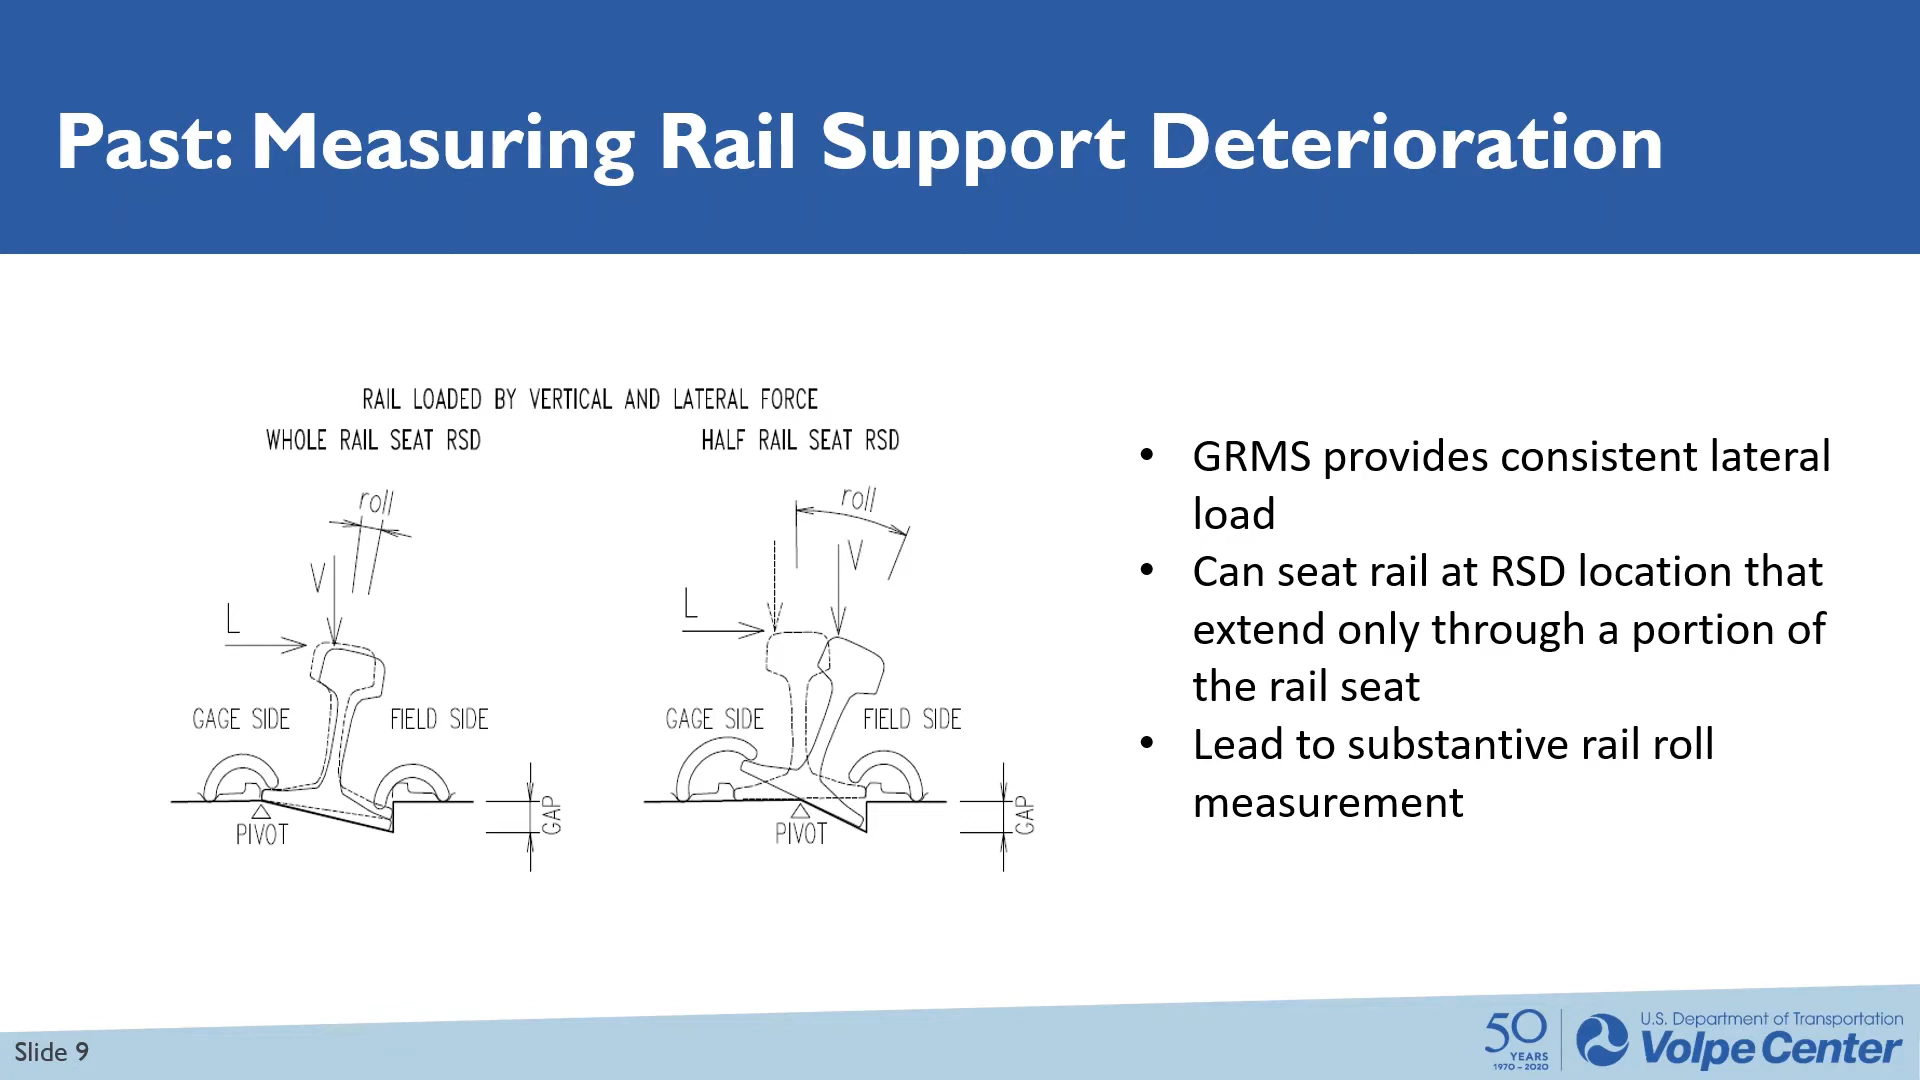 Past: Measuring Rail Support Deterioration
RAIL LOADED BY VERTICAL AND LATERAL FORCE
WHOLE RAIL SEAT RSD
HALF RAIL SEAT RSD
roll
V
L
GAGE SIDE
FIELD SIDE
PIVOT
GAP
roll
V
L
GAGE SIDE
FIELD SIDE
PIVOT
GAP
• GRMS provides consistent lateral
load
• Can seat rail at RSD location that
extend only through a portion of
the rail seat
• Lead to substantive rail roll
measurement
Slide 9
50
YEARS
1970 – 2020
U.S. Department of Transportation
Volpe Center